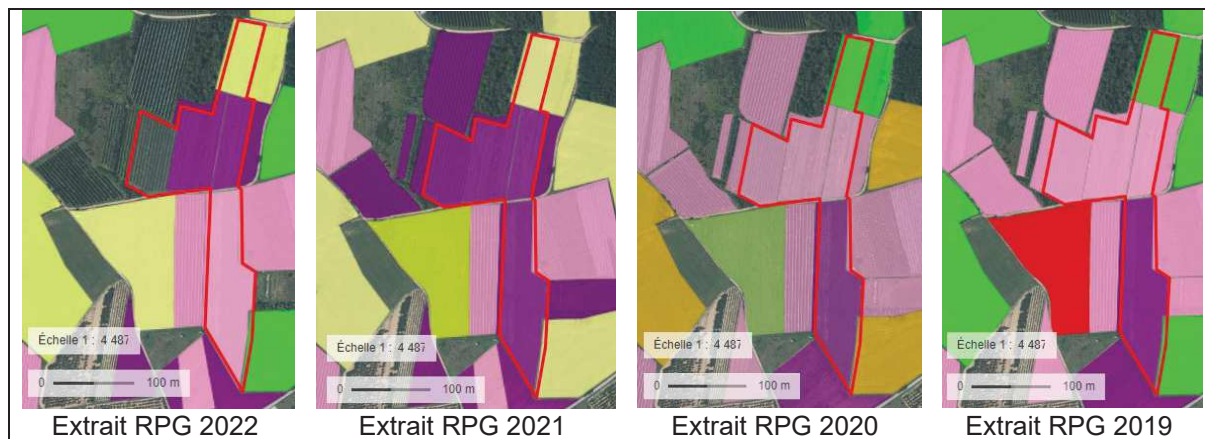 Échelle 1 : 4 487
0 100 m
Extrait RPG 2022
Échelle 1 : 4 487
0 100 m
Extrait RPG 2021
Échelle 1 : 4 487
0 100 m
Extrait RPG 2020
Échelle 1 : 4 487
0 100 m
Extrait RPG 2019